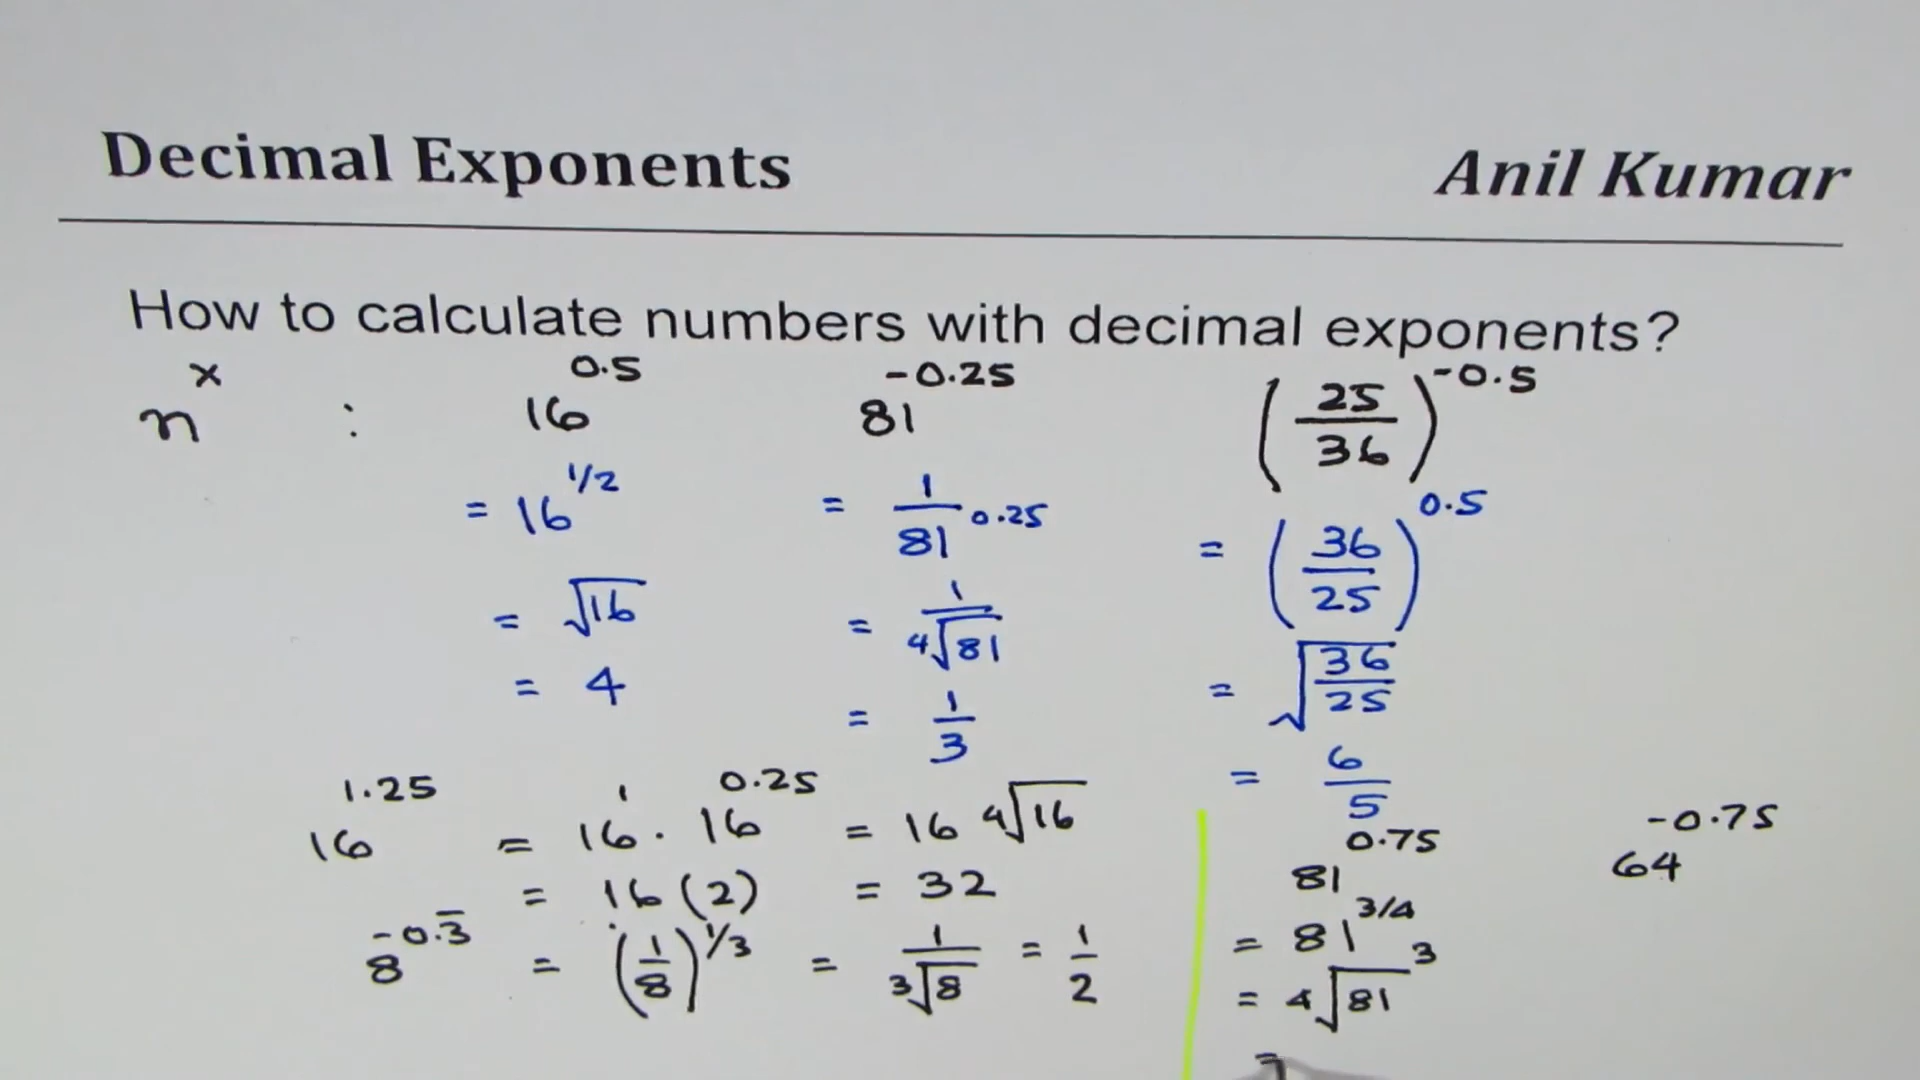 Decimal Exponents Anil Kumar
How to calculate numbers with decimal exponents?
n^x : 16^0.5 81^-0.25 (25/36)^-0.5
= 16^1/2 = 1/81^0.25 = (36/25)^0.5
= √16 = 1/⁴√81 = √36/25
= 4 = 1/3 = 6/5
16^1.25 = 16^1 · 16^0.25 = 16 ⁴√16
= 16(2) = 32
8^-0.3̅ = (1/8)^1/3 = 1/³√8 = 1/2
81^0.75 64^-0.75
= 81^3/4
= ⁴√81^3
=